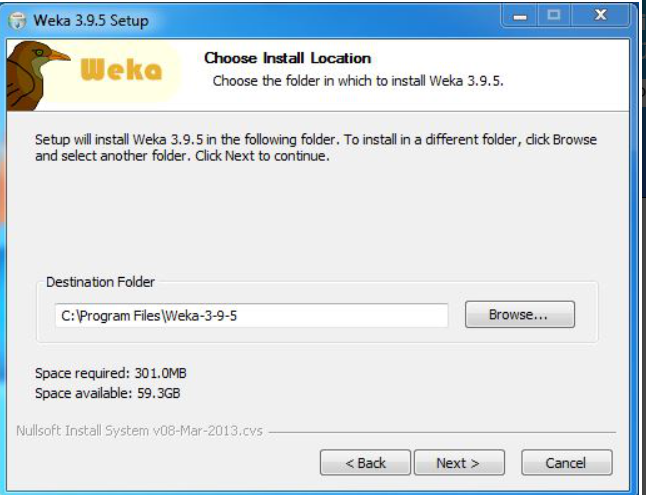 Weka 3.9.5 Setup
Weka
Choose Install Location
Choose the folder in which to install Weka 3.9.5.
Setup will install Weka 3.9.5 in the following folder. To install in a different folder, click Browse
and select another folder. Click Next to continue.
Destination Folder
C:\Program Files\Weka-3-9-5
Browse...
Space required: 301.0MB
Space available: 59.3GB
Nullsoft Install System v08-Mar-2013.cvs
< Back Next > Cancel